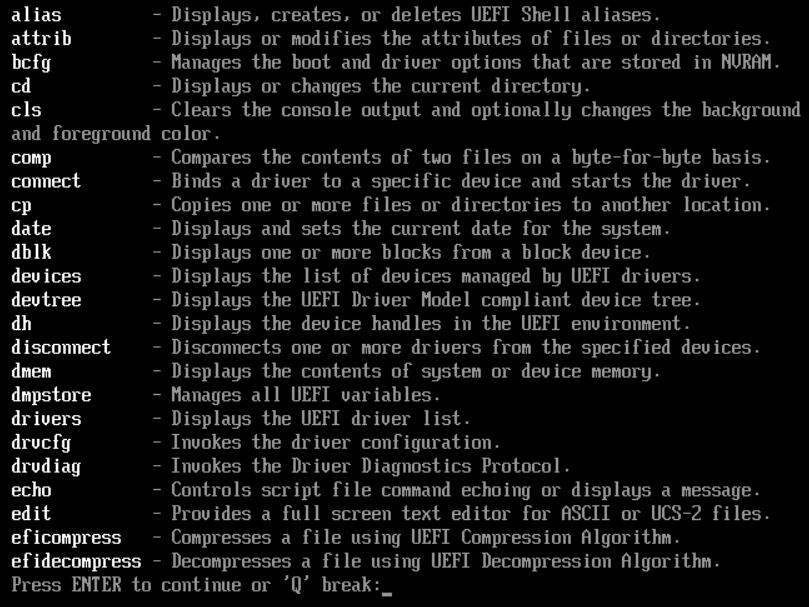 alias         - Displays, creates, or deletes UEFI Shell aliases.
attrib        - Displays or modifies the attributes of files or directories.
bcfg          - Manages the boot and driver options that are stored in NVRAM.
cd            - Displays or changes the current directory.
cls           - Clears the console output and optionally changes the background
and foreground color.
comp          - Compares the contents of two files on a byte-for-byte basis.
connect       - Binds a driver to a specific device and starts the driver.
cp            - Copies one or more files or directories to another location.
date          - Displays and sets the current date for the system.
dblk          - Displays one or more blocks from a block device.
devices       - Displays the list of devices managed by UEFI drivers.
devtree       - Displays the UEFI Driver Model compliant device tree.
dh            - Displays the device handles in the UEFI environment.
disconnect    - Disconnects one or more drivers from the specified devices.
dmem          - Displays the contents of system or device memory.
dmpstore      - Manages all UEFI variables.
drivers       - Displays the UEFI driver list.
drvcfg        - Invokes the driver configuration.
drvdiag       - Invokes the Driver Diagnostics Protocol.
echo          - Controls script file command echoing or displays a message.
edit          - Provides a full screen text editor for ASCII or UCS-2 files.
eficompress   - Compresses a file using UEFI Compression Algorithm.
efidecompress - Decompresses a file using UEFI Decompression Algorithm.
Press ENTER to continue or 'Q' break:_